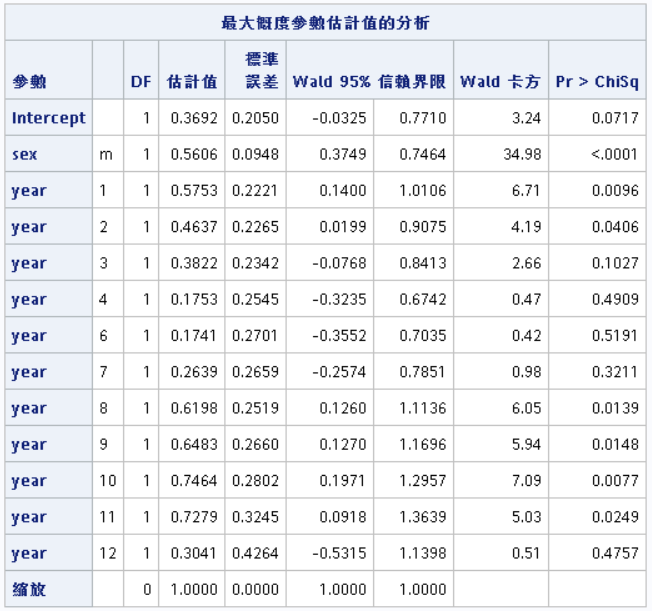 最大概度參數估計值的分析
參數 DF 估計值 標準誤差 Wald 95% 信賴界限 Wald 卡方 Pr > ChiSq
Intercept 1 0.3692 0.2050 -0.0325 0.7710 3.24 0.0717
sex m 1 0.5606 0.0948 0.3749 0.7464 34.98 <.0001
year 1 1 0.5753 0.2221 0.1400 1.0106 6.71 0.0096
year 2 1 0.4637 0.2265 0.0199 0.9075 4.19 0.0406
year 3 1 0.3822 0.2342 -0.0768 0.8413 2.66 0.1027
year 4 1 0.1753 0.2545 -0.3235 0.6742 0.47 0.4909
year 6 1 0.1741 0.2701 -0.3552 0.7035 0.42 0.5191
year 7 1 0.2639 0.2659 -0.2574 0.7851 0.98 0.3211
year 8 1 0.6198 0.2519 0.1260 1.1136 6.05 0.0139
year 9 1 0.6483 0.2660 0.1270 1.1696 5.94 0.0148
year 10 1 0.7464 0.2802 0.1971 1.2957 7.09 0.0077
year 11 1 0.7279 0.3245 0.0918 1.3639 5.03 0.0249
year 12 1 0.3041 0.4264 -0.5315 1.1398 0.51 0.4757
縮放 0 1.0000 0.0000 1.0000 1.0000